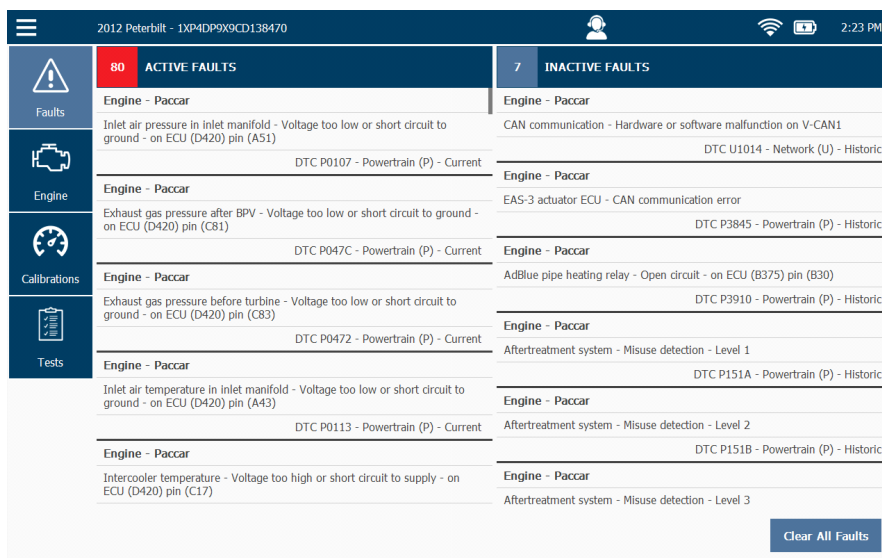 2012 Peterbilt - 1XP4DP9X9CD138470
2:23 PM
Faults
Engine
Calibrations
Tests
80 ACTIVE FAULTS
Engine - Paccar
Inlet air pressure in inlet manifold - Voltage too low or short circuit to
ground - on ECU (D420) pin (A51)
DTC P0107 - Powertrain (P) - Current
Engine - Paccar
Exhaust gas pressure after BPV - Voltage too low or short circuit to ground -
on ECU (D420) pin (C81)
DTC P047C - Powertrain (P) - Current
Engine - Paccar
Exhaust gas pressure before turbine - Voltage too low or short circuit to
ground - on ECU (D420) pin (C83)
DTC P0472 - Powertrain (P) - Current
Engine - Paccar
Inlet air temperature in inlet manifold - Voltage too low or short circuit to
ground - on ECU (D420) pin (A43)
DTC P0113 - Powertrain (P) - Current
Engine - Paccar
Intercooler temperature - Voltage too high or short circuit to supply - on
ECU (D420) pin (C17)
7 INACTIVE FAULTS
Engine - Paccar
CAN communication - Hardware or software malfunction on V-CAN1
DTC U1014 - Network (U) - Historic
Engine - Paccar
EAS-3 actuator ECU - CAN communication error
DTC P3845 - Powertrain (P) - Historic
Engine - Paccar
AdBlue pipe heating relay - Open circuit - on ECU (B375) pin (B30)
DTC P3910 - Powertrain (P) - Historic
Engine - Paccar
Aftertreatment system - Misuse detection - Level 1
DTC P151A - Powertrain (P) - Historic
Engine - Paccar
Aftertreatment system - Misuse detection - Level 2
DTC P151B - Powertrain (P) - Historic
Engine - Paccar
Aftertreatment system - Misuse detection - Level 3
Clear All Faults